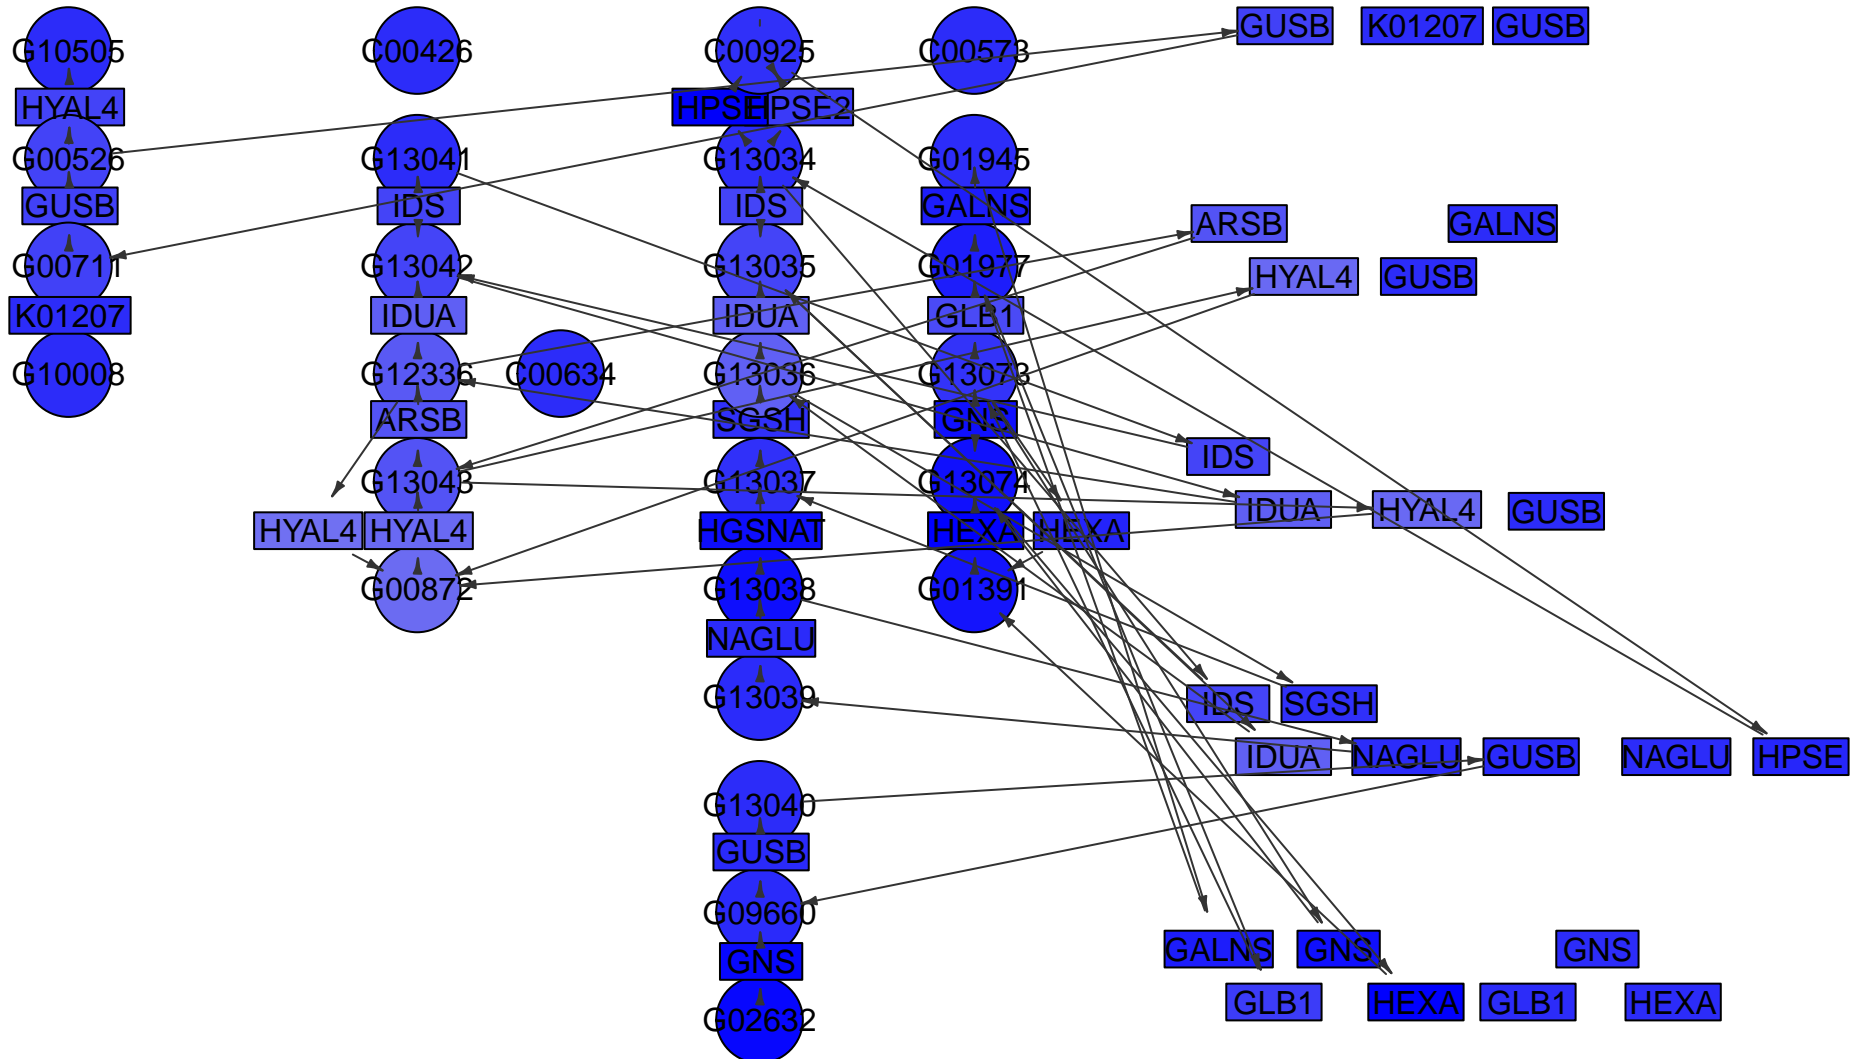 G10505
C00426
C00925
C00573
GUSB
K01207
GUSB
HYAL4
HPSE
HPSE2
G00526
G13041
G13034
G01945
GUSB
IDS
IDS
GALNS
ARSB
GALNS
G00711
G13042
G13035
G01977
HYAL4
GUSB
K01207
IDUA
IDUA
GLB1
G10008
G12336
C00634
G13036
G13073
ARSB
SGSH
GNS
IDS
G13043
G13037
G13074
IDUA
HYAL4
GUSB
HYAL4
HYAL4
HGSNAT
HEXA
HEXA
G00872
G13038
G01391
NAGLU
G13039
IDS
SGSH
IDUA
NAGLU
GUSB
NAGLU
HPSE
G13040
GUSB
G09660
GALNS
GNS
GNS
GNS
G02632
GLB1
HEXA
GLB1
HEXA